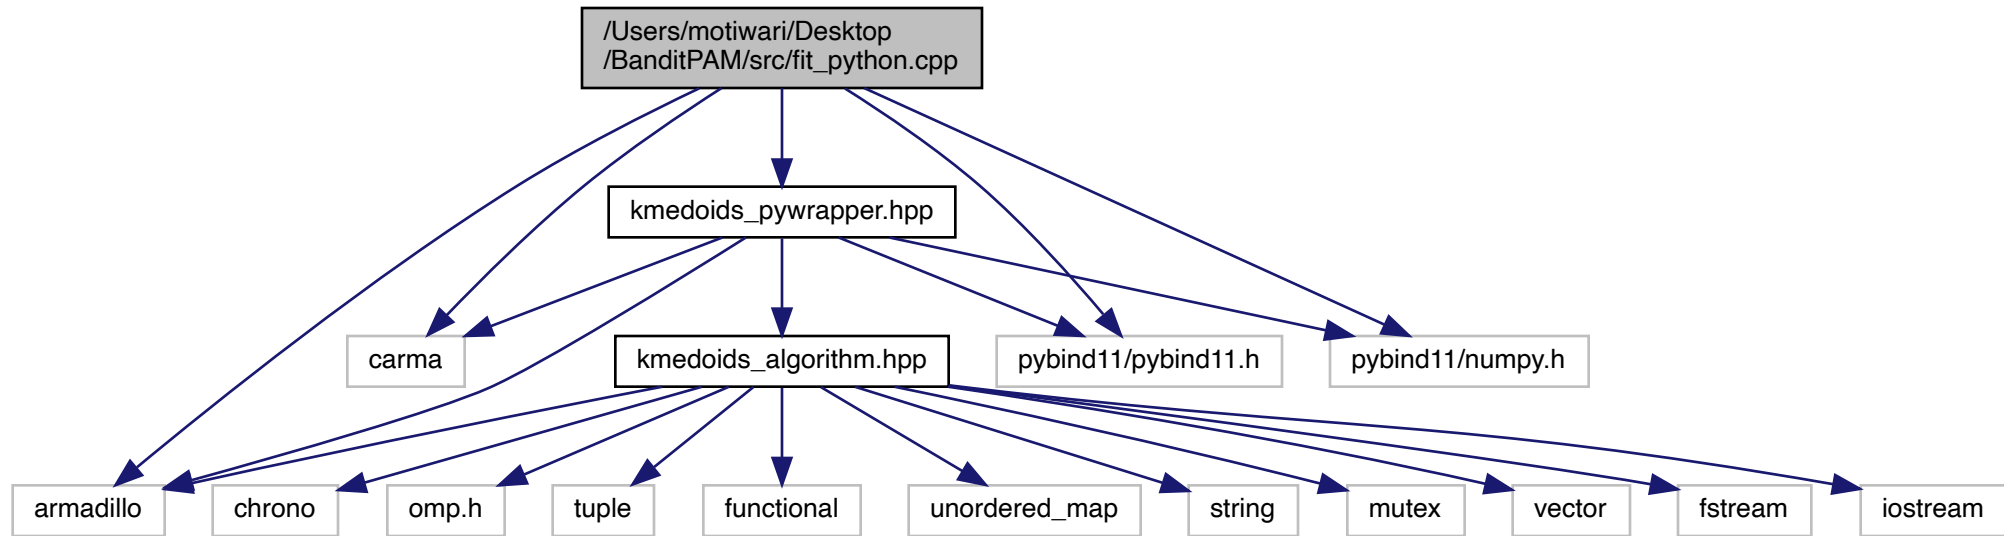 /Users/motiwari/Desktop
/BanditPAM/src/fit_python.cpp
kmedoids_pywrapper.hpp
carma
kmedoids_algorithm.hpp
pybind11/pybind11.h
pybind11/numpy.h
armadillo
chrono
omp.h
tuple
functional
unordered_map
string
mutex
vector
fstream
iostream